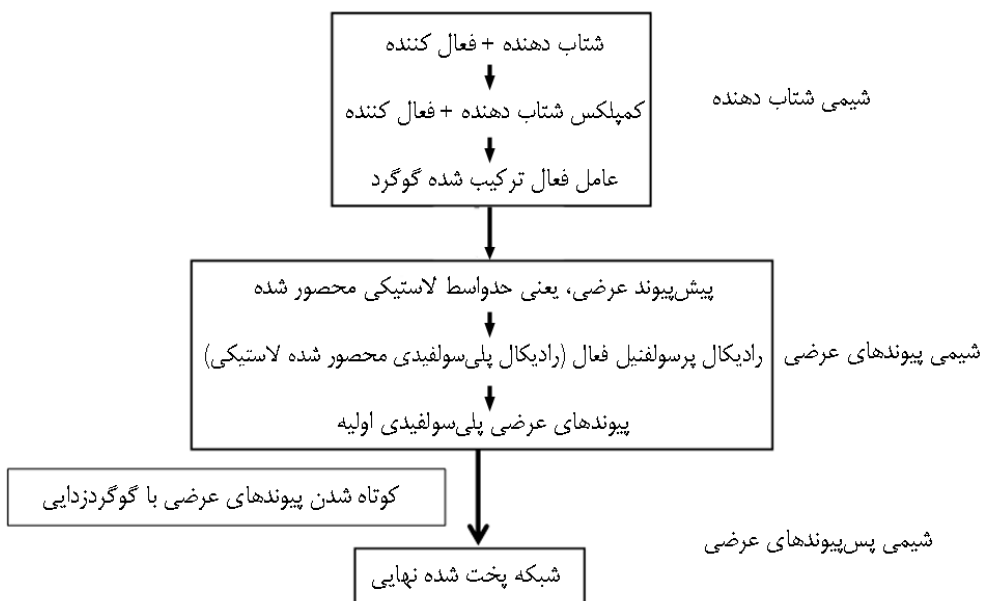 شتاب دهنده + فعال کننده
کمپلکس شتاب دهنده + فعال کننده
عامل فعال ترکیب شده گوگرد
شیمی شتاب دهنده
پیش‌پیوند عرضی، یعنی حدواسط لاستیکی محصور شده
رادیکال پرسولفنیل فعال (رادیکال پلی‌سولفیدی محصور شده لاستیکی)
پیوندهای عرضی پلی‌سولفیدی اولیه
شیمی پیوندهای عرضی
کوتاه شدن پیوندهای عرضی با گوگردزدایی
شیمی پس‌پیوندهای عرضی
شبکه پخت شده نهایی